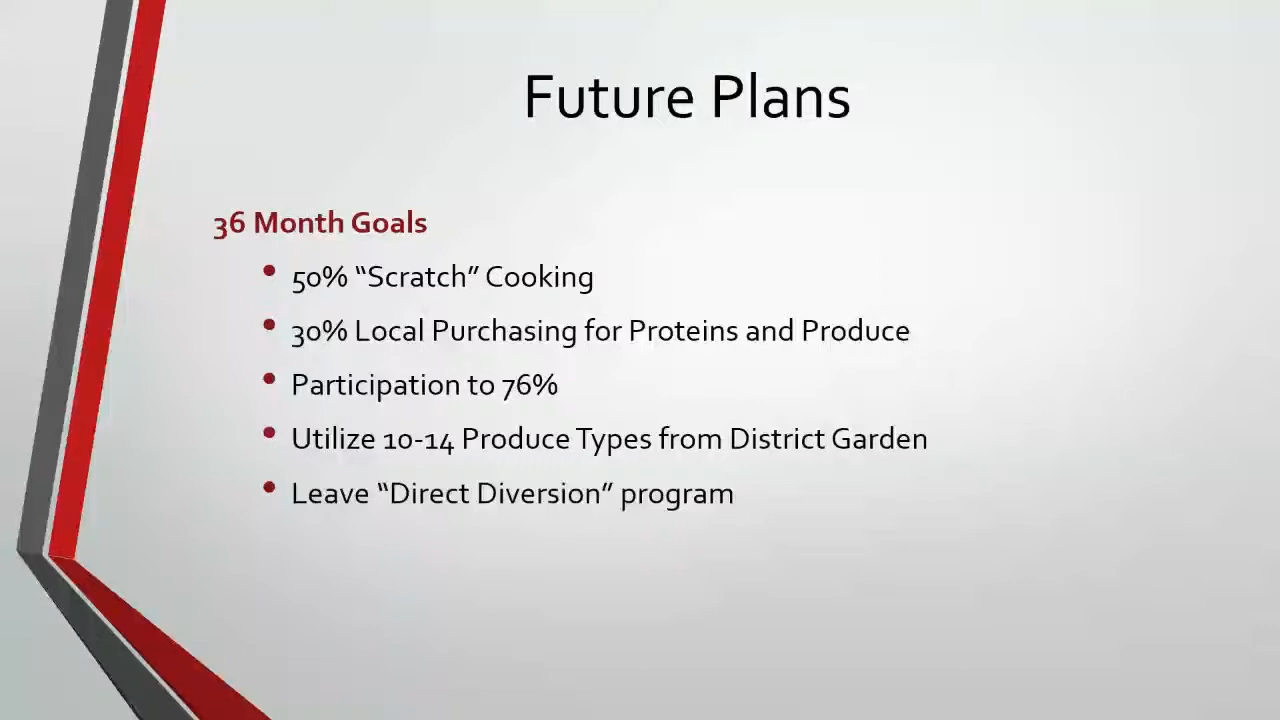 Future Plans
36 Month Goals
• 50% “Scratch” Cooking
• 30% Local Purchasing for Proteins and Produce
• Participation to 76%
• Utilize 10-14 Produce Types from District Garden
• Leave “Direct Diversion” program